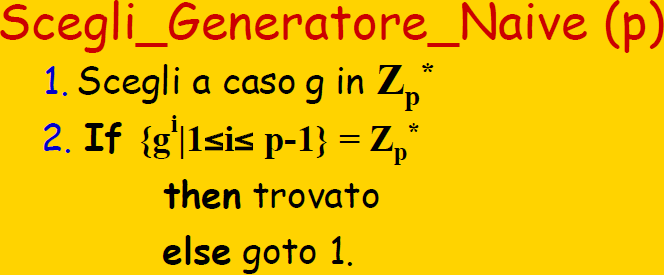 Scegli_Generatore_Naive (p)
1. Scegli a caso g in Zₚ*
2. If {gⁱ|1≤i≤ p-1} = Zₚ*
then trovato
else goto 1.